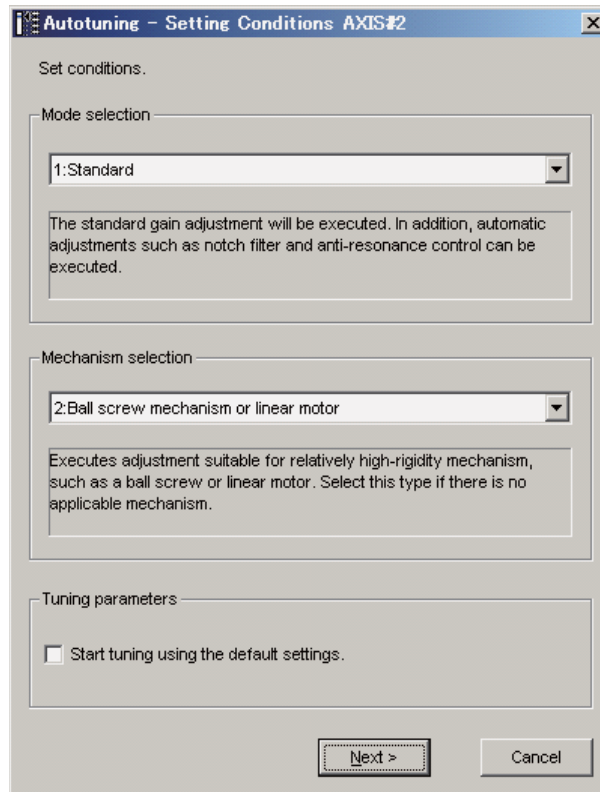 Autotuning - Setting Conditions AXIS#2
Set conditions.
Mode selection
1:Standard
The standard gain adjustment will be executed. In addition, automatic
adjustments such as notch filter and anti-resonance control can be
executed.
Mechanism selection
2:Ball screw mechanism or linear motor
Executes adjustment suitable for relatively high-rigidity mechanism,
such as a ball screw or linear motor. Select this type if there is no
applicable mechanism.
Tuning parameters
Start tuning using the default settings.
Next >
Cancel